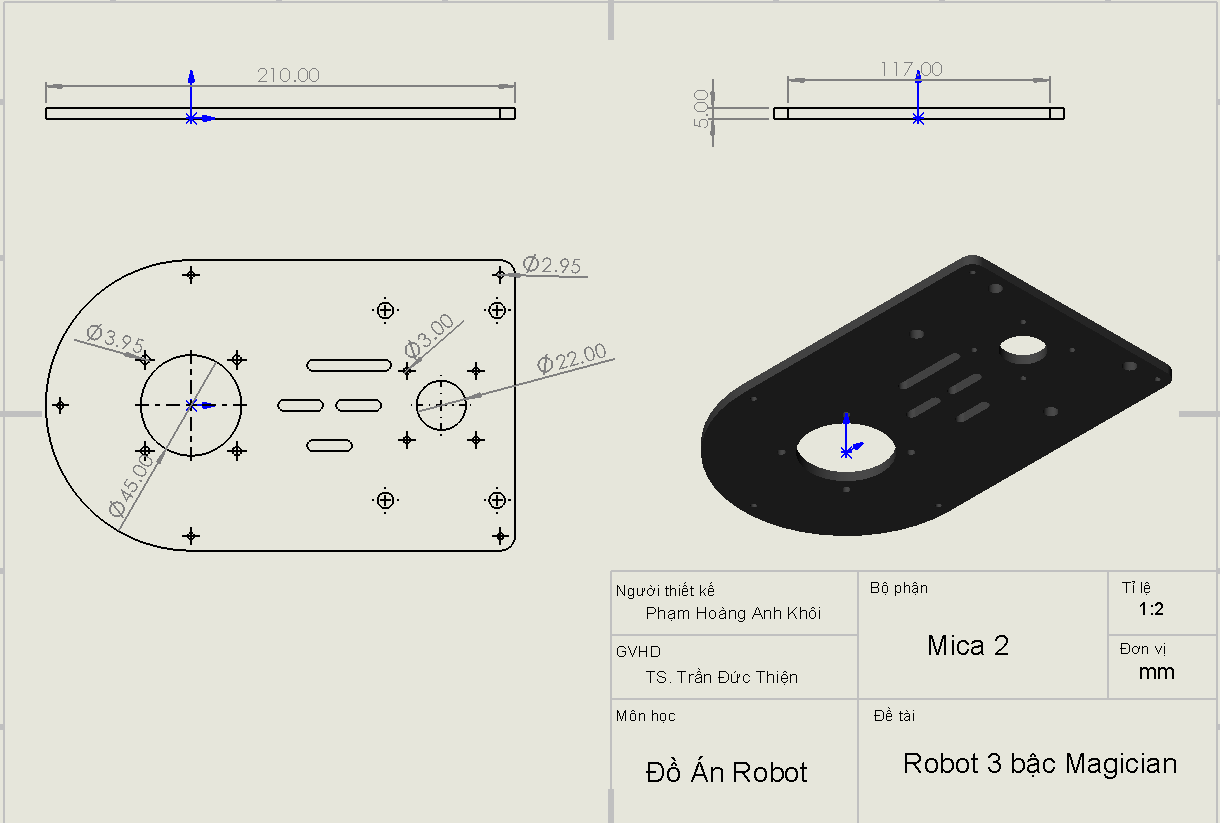 210.00
117.00
5.00
Ø2.95
Ø3.95
Ø3.00
Ø22.00
Ø45.00
Người thiết kế
Phạm Hoàng Anh Khôi
Bộ phận
Mica 2
Tỉ lệ
1:2
GVHD
TS. Trần Đức Thiện
Đơn vị
mm
Môn học
Đồ Án Robot
Đề tài
Robot 3 bậc Magician